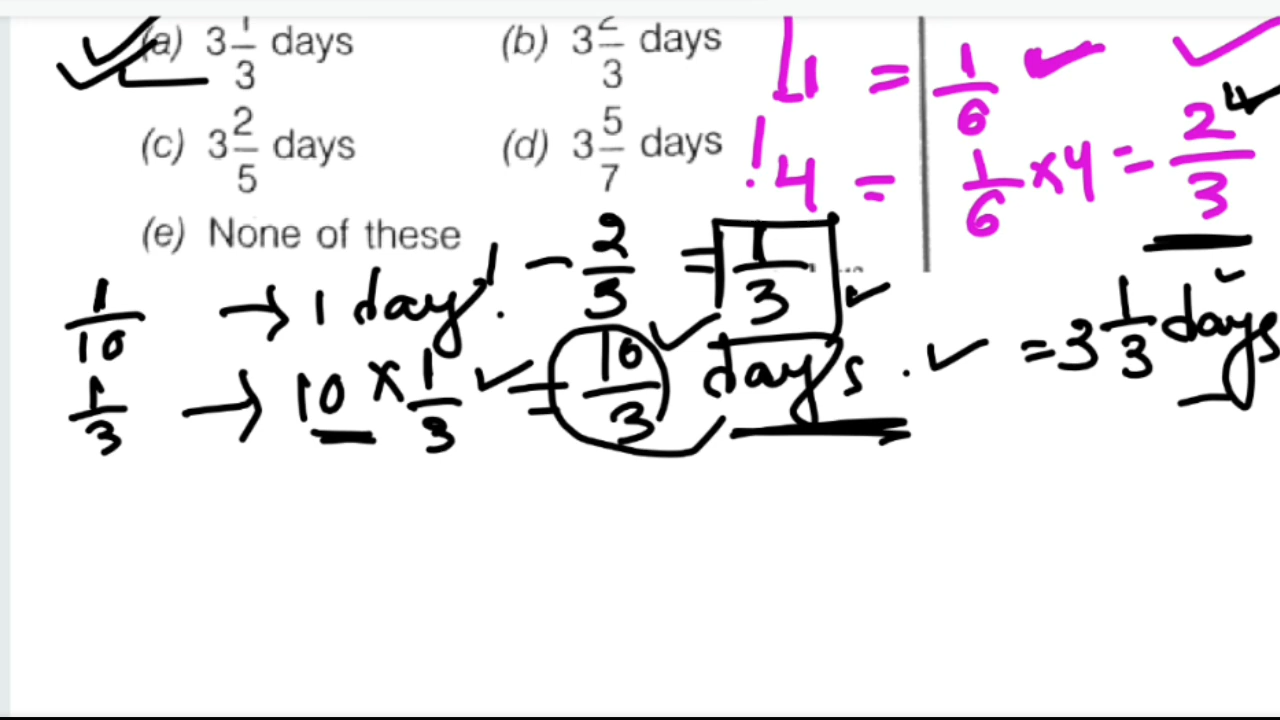 (a) 3 1/3 days (b) 3 2/3 days
(c) 3 2/5 days (d) 3 5/7 days
(e) None of these
1 = 1/6
4 = 1/6 × 4 = 2/3
1 - 2/3 = 1/3
1/10 → 1 day
1/3 → 10 × 1/3 = 10/3 days. = 3 1/3 days